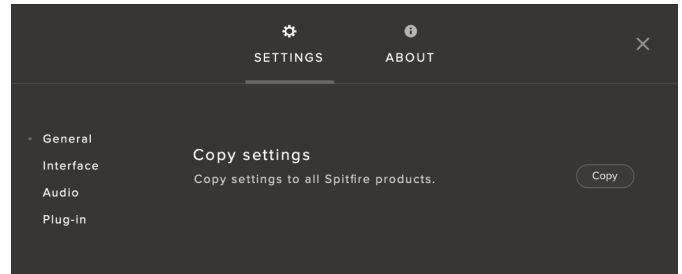 SETTINGS
ABOUT
General
Interface
Audio
Plug-in
Copy settings
Copy settings to all Spitfire products.
Copy